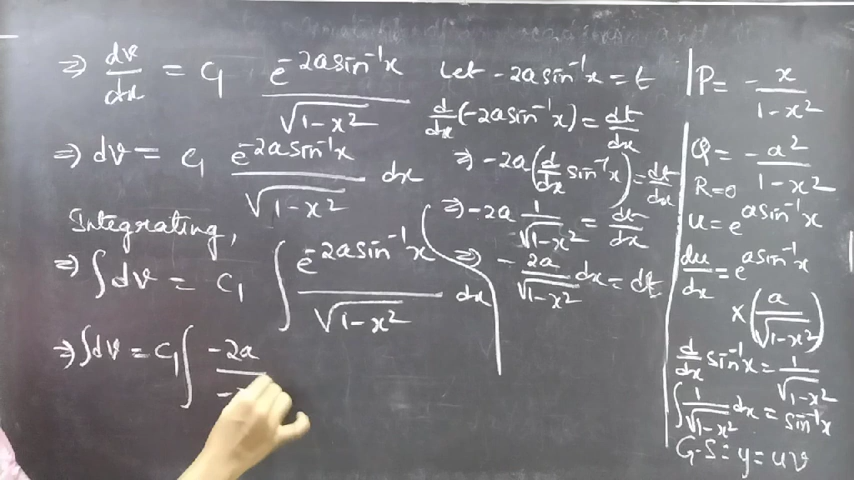 ⇒ dv/dx = C₁ e^(-2a sin⁻¹x)/√(1-x²)
⇒ dv = C₁ e^(-2a sin⁻¹x)/√(1-x²) dx
Integrating,
⇒ ∫dv = C₁ ∫ e^(-2a sin⁻¹x)/√(1-x²) dx
⇒ ∫dv = C₁ ∫ -2a/-
Let -2a sin⁻¹x = t
d/dx (-2a sin⁻¹x) = dt/dx
⇒ -2a (d/dx sin⁻¹x) = dt/dx
⇒ -2a 1/√(1-x²) = dt/dx
⇒ - 2a/√(1-x²) dx = dt
P = - x/(1-x²)
Q = - a²/(1-x²)
R=0
u = e^(a sin⁻¹x)
du/dx = e^(a sin⁻¹x)
× (a/√(1-x²))
d/dx sin⁻¹x = 1/√(1-x²)
∫ 1/√(1-x²) dx = sin⁻¹x
G.S = y = uv